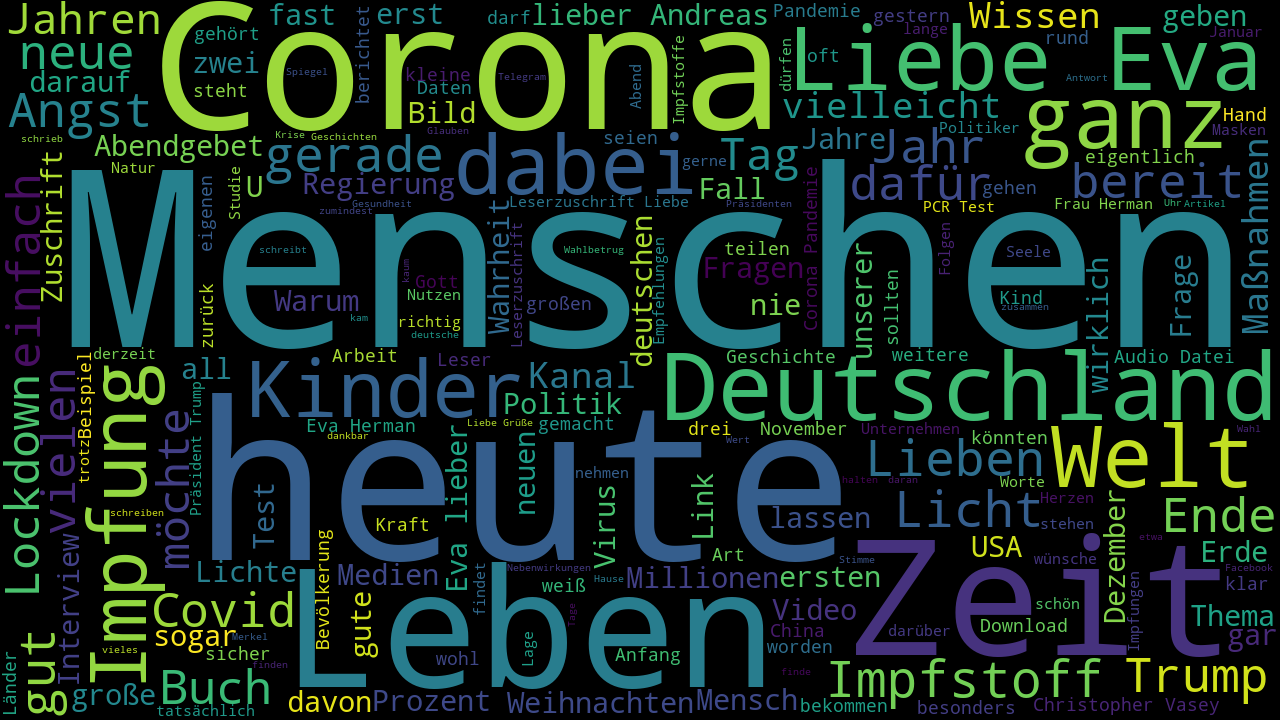 Jahren
Corona
fast
erst
darf
lieber
Andreas
Pandemie
gestern
Wissen
geben
neue
gehört
zwei
Spiegel
berichtet
kleine
Telegram
Abend
Impfstoffe
dürfen
Liebe
oft
lange
rund
Eva
Januar
darauf
steht
Daten
Antwort
Angst
Bild
vielleicht
ganz
Hand
schrieb
Krise
Geschichten
Glauben
seien
Politiker
Masken
Abendgebet
gerade
dabei
gerne
Tag
Jahre
Jahr
eigentlich
Natur
U
Studie
Regierung
Gesundheit
Leserzuschrift Liebe
Fall
Präsidenten
dafür
gehen
bereit
PCR Test
Frau Herman
Uhr
Artikel
einfach
Zuschrift
eigenen
zumindest
Menschen
schreibt
Wahrheit
Leserzuschrift
Wahlbetrug
deutschen
Empfehlungen
teilen
Corona Pandemie
Folgen
Seele
Maßnahmen
zurück
Warum
kaum
Gott
Nutzen
großen
Fragen
nie
unserer
sollten
Kind
zusammen
wirklich
Frage
kam
richtig
deutsche
derzeit
Arbeit
Leser
Geschichte
weitere
Audio Datei
all
Kinder
Kanal
Deutschland
Lockdown
vielen
trotzBeispiel
Impfung
möchte
Präsident Trump
Politik
Eva Herman
dankbar
Liebe Grüße
gemacht
drei
Wert
November
Unternehmen
könnten
Wahl
Lieben
Welt
heute
Test
Eva lieber
neuen
nehmen
Virus
Link
halten
daran
Worte
Herzen
schreiben
Kraft
lassen
Licht
stehen
Dezember
Ende
Interview
Bevölkerung
Art
Stimme
USA
wünsche
etwa
Erde
Lichte
Medien
findet
Nebenwirkungen
weiß
Hause
Millionen
ersten
Zeit
Facebook
klar
Covid
gute
Leben
Tage
Video
schön
Thema
gut
sogar
Merkel
China
darüber
Download
Impfungen
gar
vieles
sicher
wohl
Lage
Anfang
worden
Länder
finden
finde
große
Buch
tatsächlich
davon
Prozent
Weihnachten
Mensch
Impfstoff
bekommen
besonders
Trump
Christopher Vasey